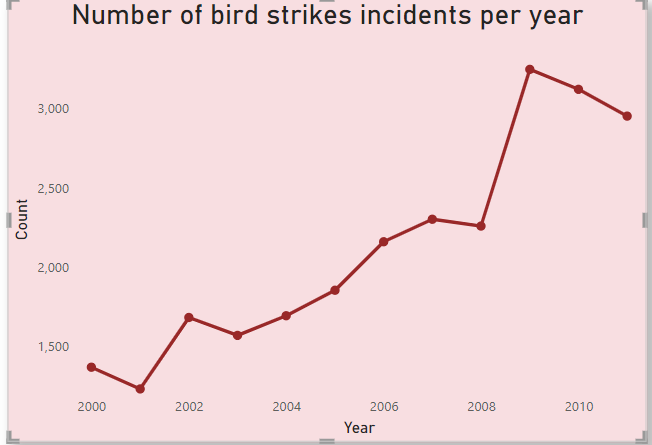 Number of bird strikes incidents per year
3,000
2,500
2,000
1,500
Count
2000 2002 2004 2006 2008 2010
Year